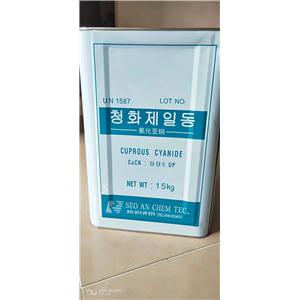 UN 1587 LOT NO:
청화제일동
氰化亚铜
CUPROUS CYANIDE
CuCN : 99% UP
NET WT : 15kg
SEO AN CHEM TEC.